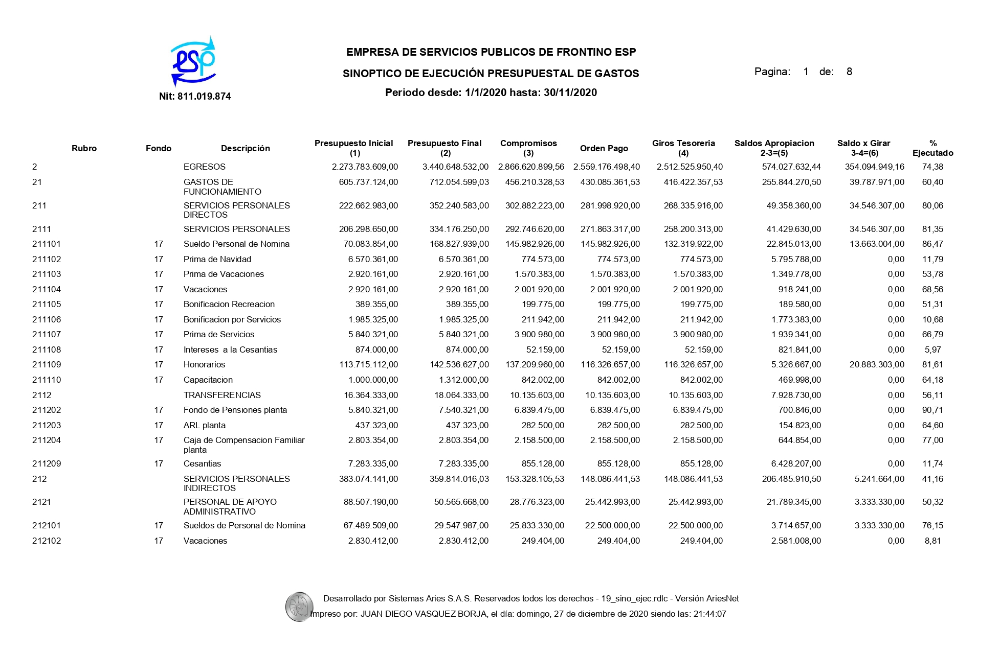 esp
Nit: 811.019.874
EMPRESA DE SERVICIOS PUBLICOS DE FRONTINO ESP
SINOPTICO DE EJECUCIÓN PRESUPUESTAL DE GASTOS
Periodo desde: 1/1/2020 hasta: 30/11/2020
Pagina: 1 de: 8
Rubro Fondo Descripción Presupuesto Inicial (1) Presupuesto Final (2) Compromisos (3) Orden Pago Giros Tesoreria (4) Saldos Apropiacion 2-3=(5) Saldo x Girar 3-4=(6) % Ejecutado
2 EGRESOS 2.273.783.609,00 3.440.648.532,00 2.866.620.899,56 2.559.176.498,40 2.512.525.950,40 574.027.632,44 354.094.949,16 74,38
21 GASTOS DE FUNCIONAMIENTO 605.737.124,00 712.054.599,03 456.210.328,53 430.085.361,53 416.422.357,53 255.844.270,50 39.787.971,00 60,40
211 SERVICIOS PERSONALES DIRECTOS 222.662.983,00 352.240.583,00 302.882.223,00 281.998.920,00 268.335.916,00 49.358.360,00 34.546.307,00 80,06
2111 SERVICIOS PERSONALES 206.298.650,00 334.176.250,00 292.746.620,00 271.863.317,00 258.200.313,00 41.429.630,00 34.546.307,00 81,35
211101 17 Sueldo Personal de Nomina 70.083.854,00 168.827.939,00 145.982.926,00 145.982.926,00 132.319.922,00 22.845.013,00 13.663.004,00 86,47
211102 17 Prima de Navidad 6.570.361,00 6.570.361,00 774.573,00 774.573,00 774.573,00 5.795.788,00 0,00 11,79
211103 17 Prima de Vacaciones 2.920.161,00 2.920.161,00 1.570.383,00 1.570.383,00 1.570.383,00 1.349.778,00 0,00 53,78
211104 17 Vacaciones 2.920.161,00 2.920.161,00 2.001.920,00 2.001.920,00 2.001.920,00 918.241,00 0,00 68,56
211105 17 Bonificacion Recreacion 389.355,00 389.355,00 199.775,00 199.775,00 199.775,00 189.580,00 0,00 51,31
211106 17 Bonificacion por Servicios 1.985.325,00 1.985.325,00 211.942,00 211.942,00 211.942,00 1.773.383,00 0,00 10,68
211107 17 Prima de Servicios 5.840.321,00 5.840.321,00 3.900.980,00 3.900.980,00 3.900.980,00 1.939.341,00 0,00 66,79
211108 17 Intereses a la Cesantias 874.000,00 874.000,00 52.159,00 52.159,00 52.159,00 821.841,00 0,00 5,97
211109 17 Honorarios 113.715.112,00 142.536.627,00 137.209.960,00 116.326.657,00 116.326.657,00 5.326.667,00 20.883.303,00 81,61
211110 17 Capacitacion 1.000.000,00 1.312.000,00 842.002,00 842.002,00 842.002,00 469.998,00 0,00 64,18
2112 TRANSFERENCIAS 16.364.333,00 18.064.333,00 10.135.603,00 10.135.603,00 10.135.603,00 7.928.730,00 0,00 56,11
211202 17 Fondo de Pensiones planta 5.840.321,00 7.540.321,00 6.839.475,00 6.839.475,00 6.839.475,00 700.846,00 0,00 90,71
211203 17 ARL planta 437.323,00 437.323,00 282.500,00 282.500,00 282.500,00 154.823,00 0,00 64,60
211204 17 Caja de Compensacion Familiar planta 2.803.354,00 2.803.354,00 2.158.500,00 2.158.500,00 2.158.500,00 644.854,00 0,00 77,00
211209 17 Cesantias 7.283.335,00 7.283.335,00 855.128,00 855.128,00 855.128,00 6.428.207,00 0,00 11,74
212 SERVICIOS PERSONALES INDIRECTOS 383.074.141,00 359.814.016,03 153.328.105,53 148.086.441,53 148.086.441,53 206.485.910,50 5.241.664,00 41,16
2121 PERSONAL DE APOYO ADMINISTRATIVO 88.507.190,00 50.565.668,00 28.776.323,00 25.442.993,00 25.442.993,00 21.789.345,00 3.333.330,00 50,32
212101 17 Sueldos de Personal de Nomina 67.489.509,00 29.547.987,00 25.833.330,00 22.500.000,00 22.500.000,00 3.714.657,00 3.333.330,00 76,15
212102 17 Vacaciones 2.830.412,00 2.830.412,00 249.404,00 249.404,00 249.404,00 2.581.008,00 0,00 8,81
Desarrollado por Sistemas Aries S.A.S. Reservados todos los derechos - 19_sino_ejec.rdlc - Versión AriesNet
Impreso por: JUAN DIEGO VASQUEZ BORJA, el día: domingo, 27 de diciembre de 2020 siendo las: 21:44:07